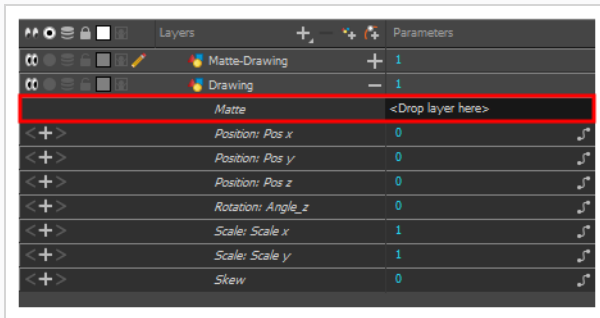 Layers Parameters
Matte-Drawing 1
Drawing 1
Matte <Drop layer here>
Position: Pos x 0
Position: Pos y 0
Position: Pos z 0
Rotation: Angle_z 0
Scale: Scale x 1
Scale: Scale y 1
Skew 0